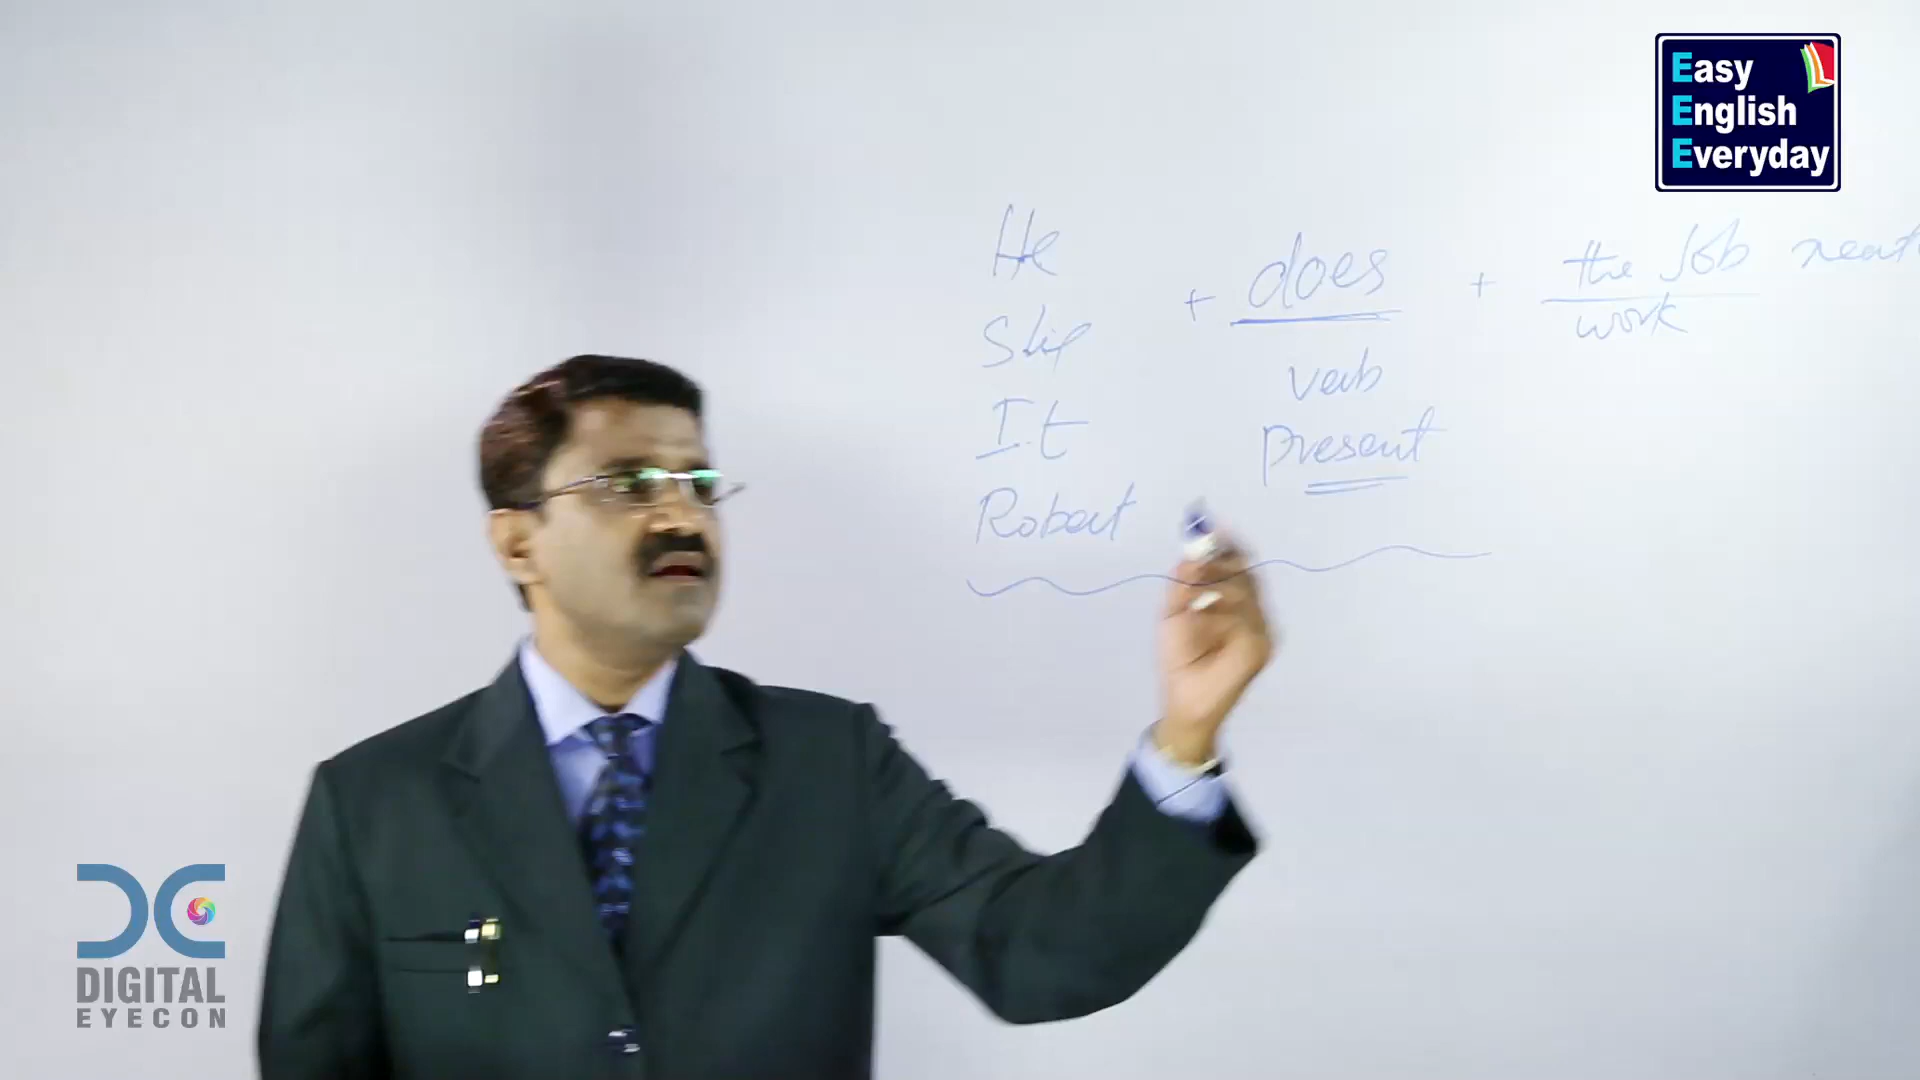 Easy
English
Everyday
He + does + the Job neat
She work
It verb
Robert present
DIGITAL
EYECON